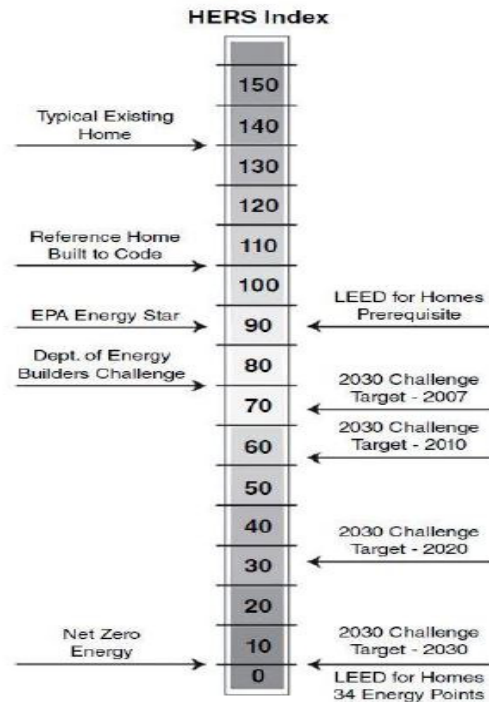 HERS Index
150
Typical Existing
Home
140
130
120
Reference Home
Built to Code
110
100
EPA Energy Star
90
LEED for Homes
Prerequisite
Dept. of Energy
Builders Challenge
80
70
2030 Challenge
Target - 2007
60
2030 Challenge
Target - 2010
50
40
2030 Challenge
Target - 2020
30
20
Net Zero
Energy
10
2030 Challenge
Target - 2030
0
LEED for Homes
34 Energy Points